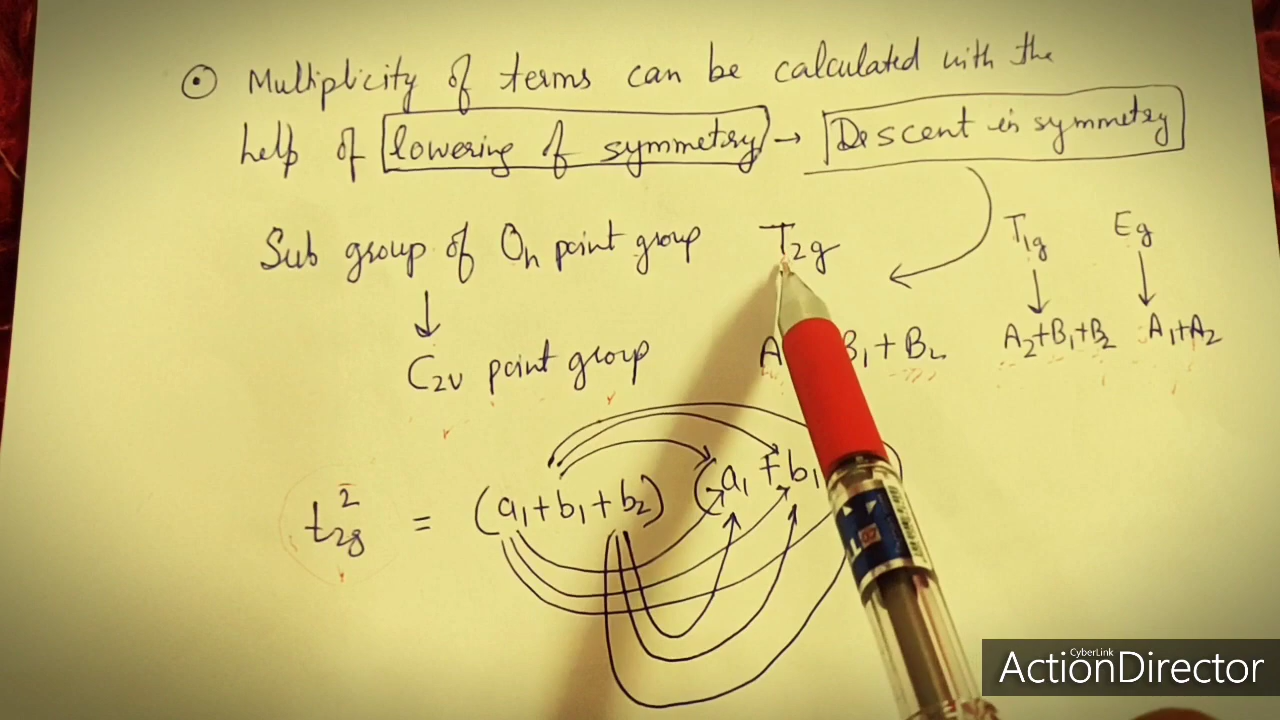 Multiplicity of terms can be calculated with the
help of lowering of symmetry → Descent in symmetry
Sub group of Oh point group T2g T1g Eg
↓ ↓ ↓
C2v point group A B1 + B2 A2+B1+B2 A1+A2
t2g² = (a1+b1+b2) (a1 + b1
CyberLink
ActionDirector